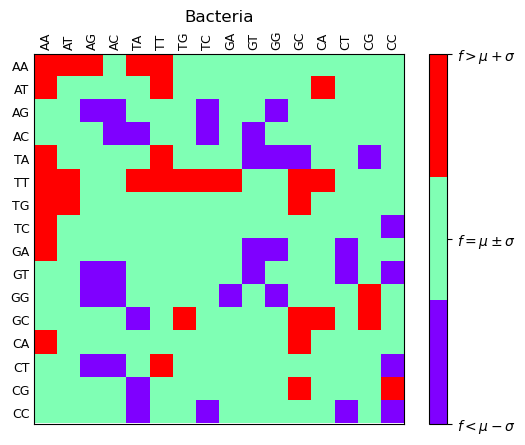 Bacteria
AA AT AG AC TA TT TG TC GA GT GG GC CA CT CG CC
AA
AT
AG
AC
TA
TT
TG
TC
GA
GT
GG
GC
CA
CT
CG
CC
f > μ + σ
f = μ ± σ
f < μ − σ